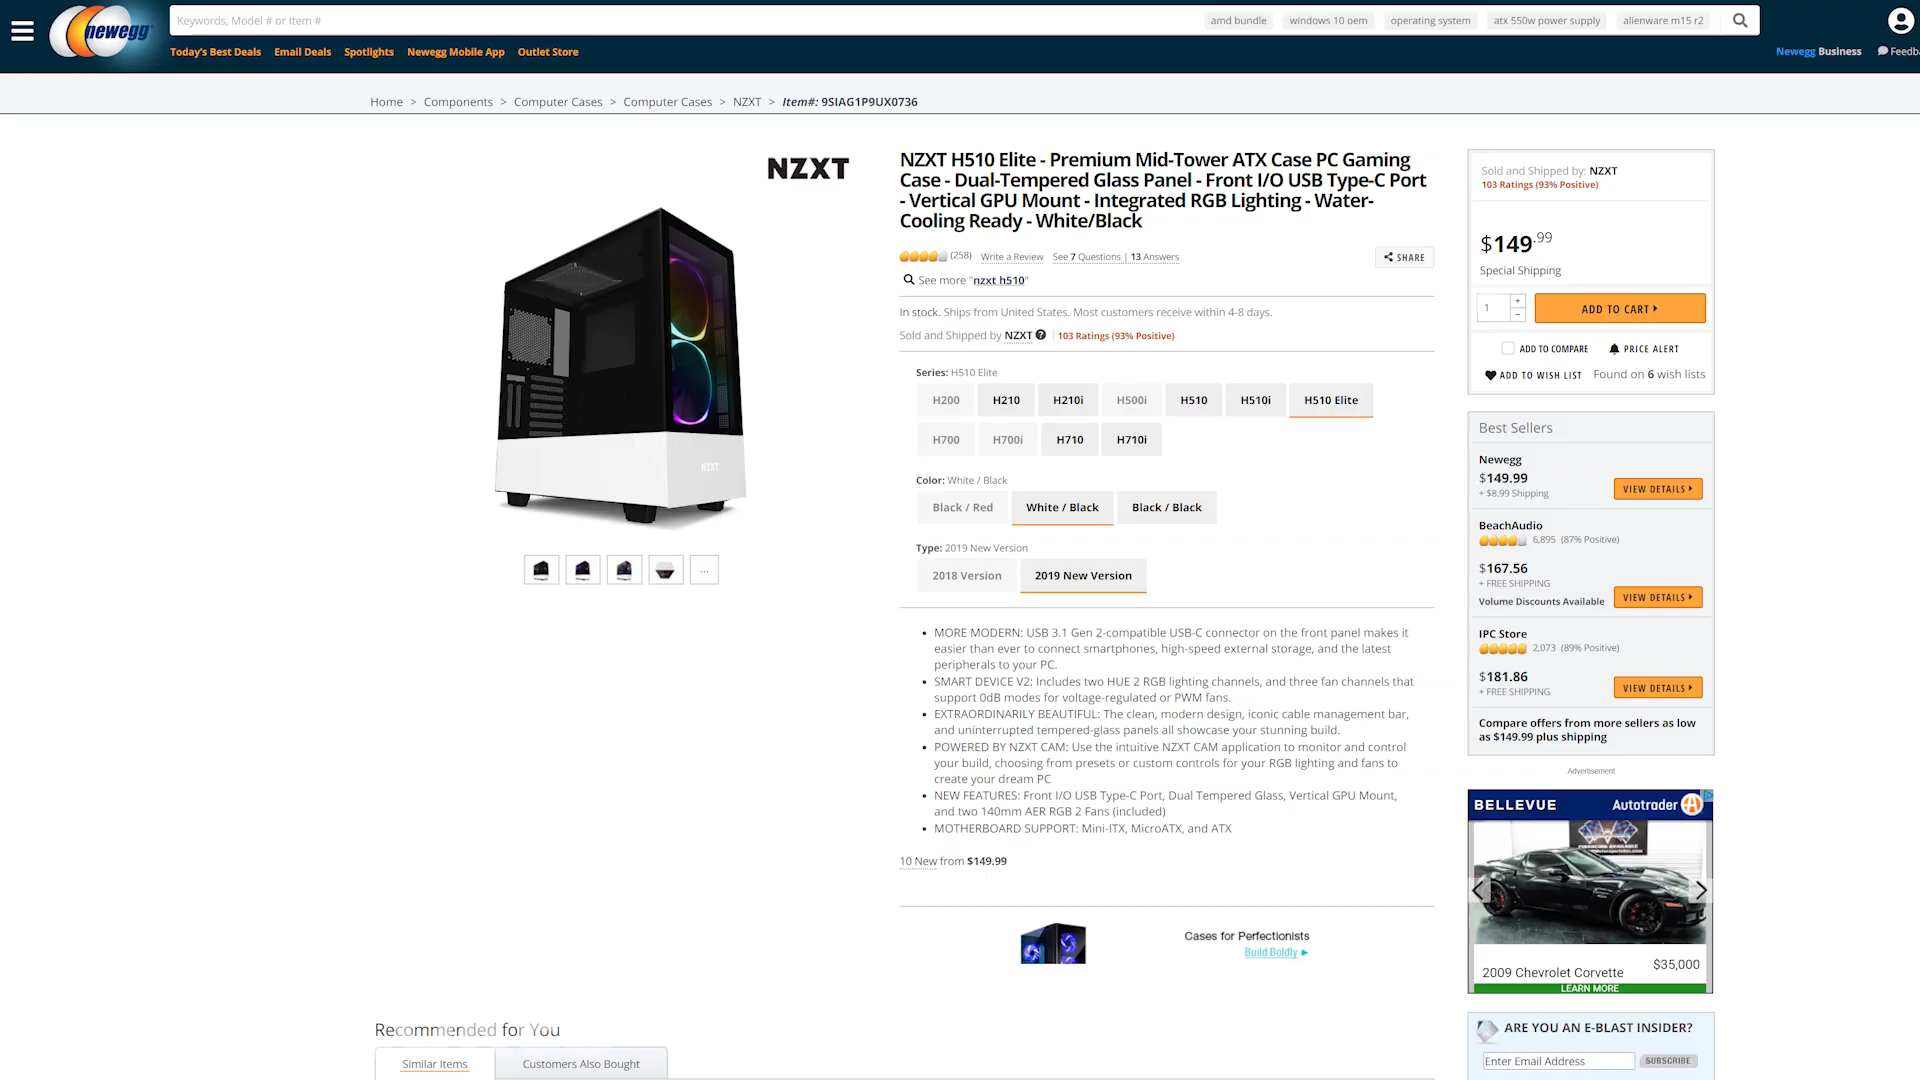 newegg
Keywords, Model # or Item #
amd bundle
windows 10 oem
operating system
atx 550w power supply
alienware m15 r2
Today's Best Deals
Email Deals
Spotlights
Newegg Mobile App
Outlet Store
Newegg Business
Feedba
Home > Components > Computer Cases > Computer Cases > NZXT > Item#: 9SIAG1P9UX0736
NZXT
NZXT
NZXT H510 Elite - Premium Mid-Tower ATX Case PC Gaming
Case - Dual-Tempered Glass Panel - Front I/O USB Type-C Port
- Vertical GPU Mount - Integrated RGB Lighting - Water-
Cooling Ready - White/Black
(258) Write a Review See 7 Questions | 13 Answers
SHARE
See more "nzxt h510"
In stock. Ships from United States. Most customers receive within 4-8 days.
Sold and Shipped by NZXT ? | 103 Ratings (93% Positive)
Series: H510 Elite
H200 H210 H210i H500i H510 H510i H510 Elite
H700 H700i H710 H710i
Color: White / Black
Black / Red White / Black Black / Black
Type: 2019 New Version
2018 Version 2019 New Version
• MORE MODERN: USB 3.1 Gen 2-compatible USB-C connector on the front panel makes it
easier than ever to connect smartphones, high-speed external storage, and the latest
peripherals to your PC.
• SMART DEVICE V2: Includes two HUE 2 RGB lighting channels, and three fan channels that
support 0dB modes for voltage-regulated or PWM fans.
• EXTRAORDINARILY BEAUTIFUL: The clean, modern design, iconic cable management bar,
and uninterrupted tempered-glass panels all showcase your stunning build.
• POWERED BY NZXT CAM: Use the intuitive NZXT CAM application to monitor and control
your build, choosing from presets or custom controls for your RGB lighting and fans to
create your dream PC
• NEW FEATURES: Front I/O USB Type-C Port, Dual Tempered Glass, Vertical GPU Mount,
and two 140mm AER RGB 2 Fans (included)
• MOTHERBOARD SUPPORT: Mini-ITX, MicroATX, and ATX
10 New from $149.99
Cases for Perfectionists
Build Boldly
Recommended for You
Similar Items
Customers Also Bought
Sold and Shipped by: NZXT
103 Ratings (93% Positive)
$149.99
Special Shipping
1 + −
ADD TO CART
ADD TO COMPARE
PRICE ALERT
ADD TO WISH LIST
Found on 6 wish lists
Best Sellers
Newegg
$149.99
+ $8.99 Shipping
VIEW DETAILS
BeachAudio
6,895 (87% Positive)
$167.56
+ FREE SHIPPING
Volume Discounts Available
VIEW DETAILS
IPC Store
2,073 (89% Positive)
$181.86
+ FREE SHIPPING
VIEW DETAILS
Compare offers from more sellers as low
as $149.99 plus shipping
Advertisement
BELLEVUE
Autotrader
2009 Chevrolet Corvette
$35,000
LEARN MORE
ARE YOU AN E-BLAST INSIDER?
Enter Email Address
SUBSCRIBE